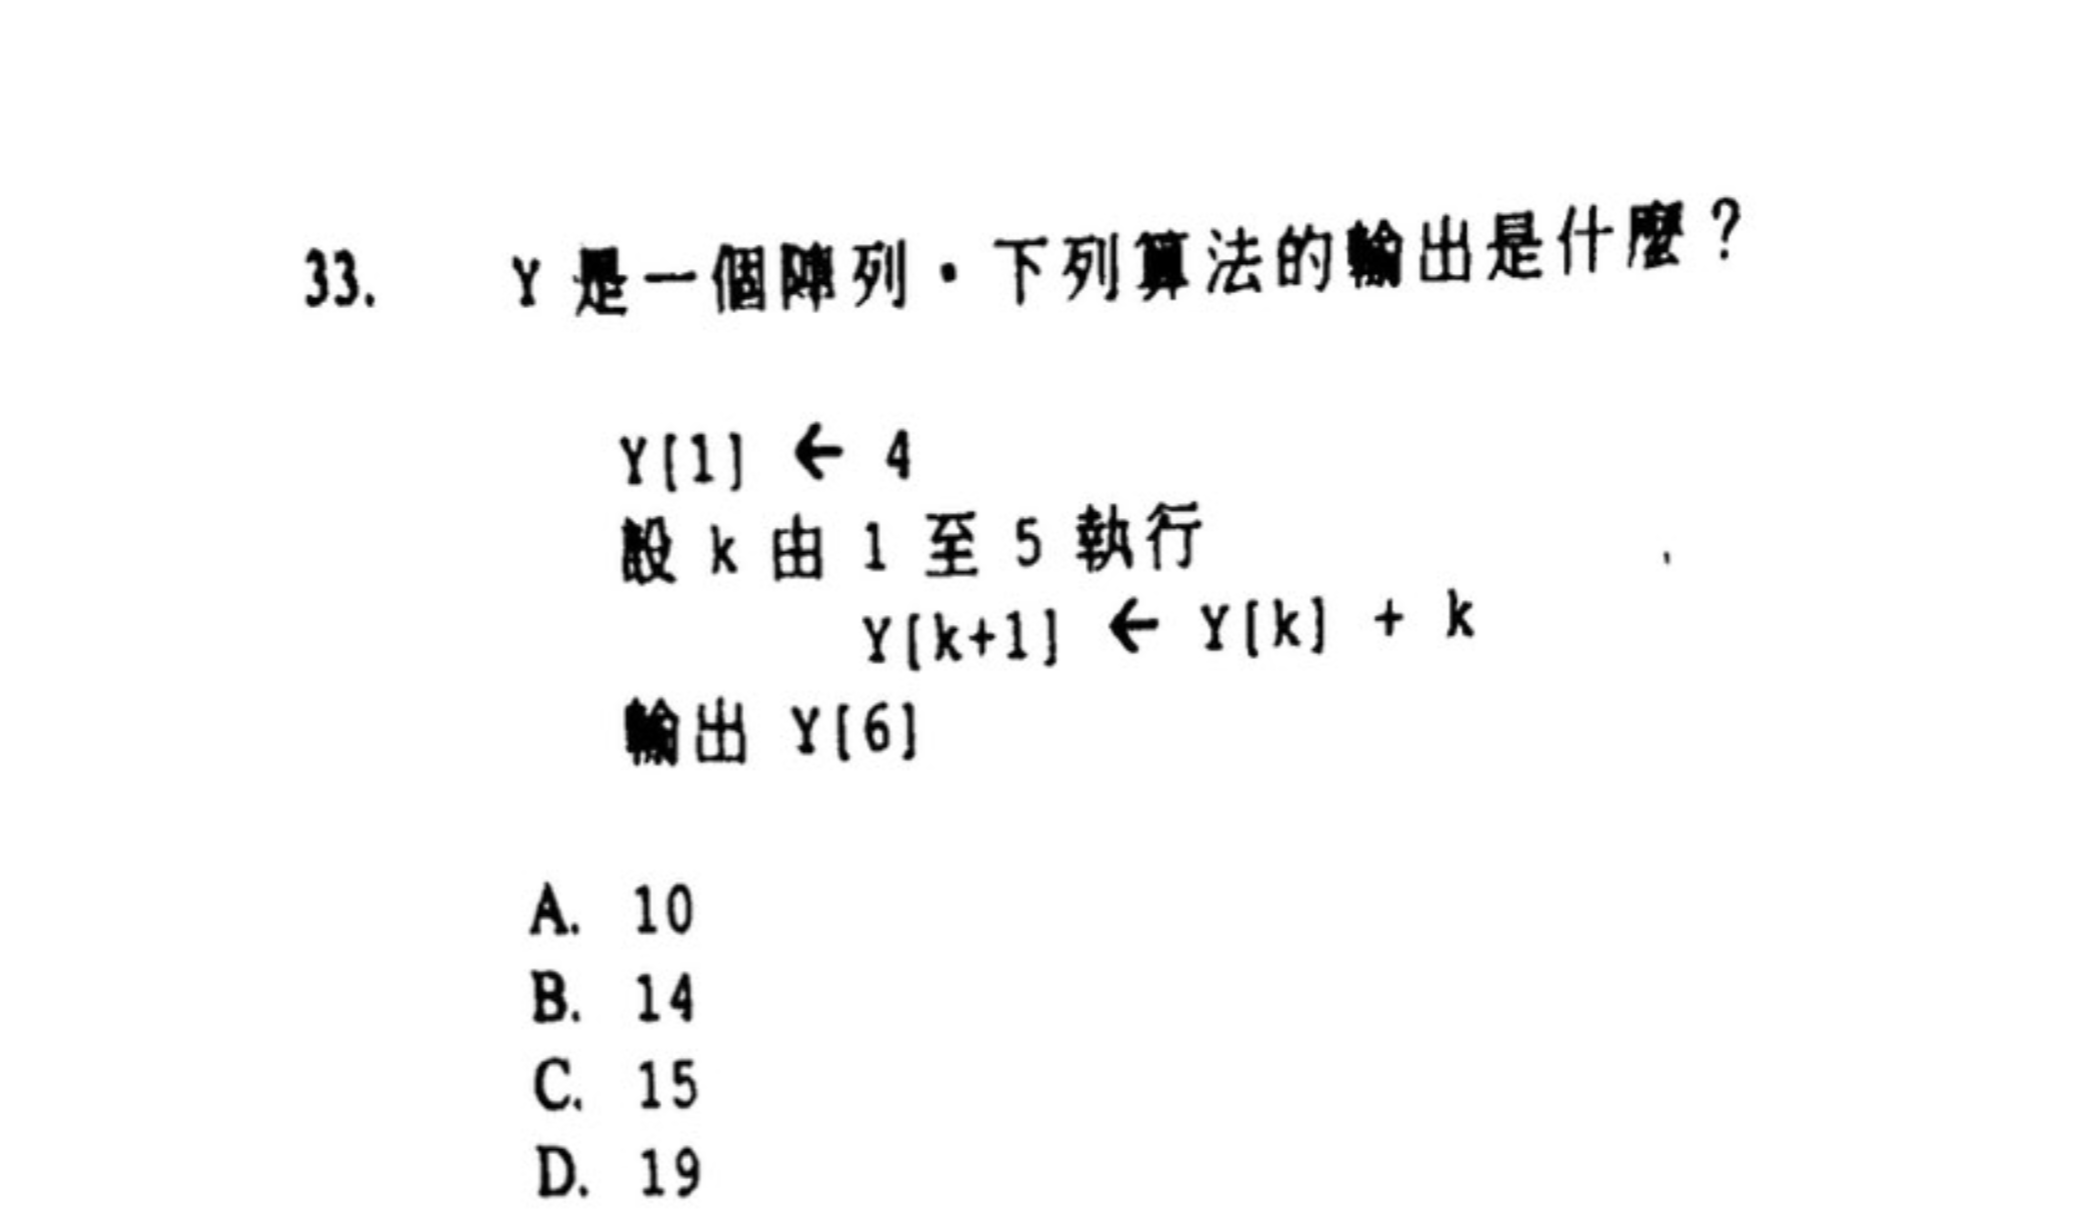 33. Y 是一個陣列。下列算法的輸出是什麼?
Y[1] ← 4
設 k 由 1 至 5 執行
Y[k+1] ← Y[k] + k
輸出 Y[6]
A. 10
B. 14
C. 15
D. 19